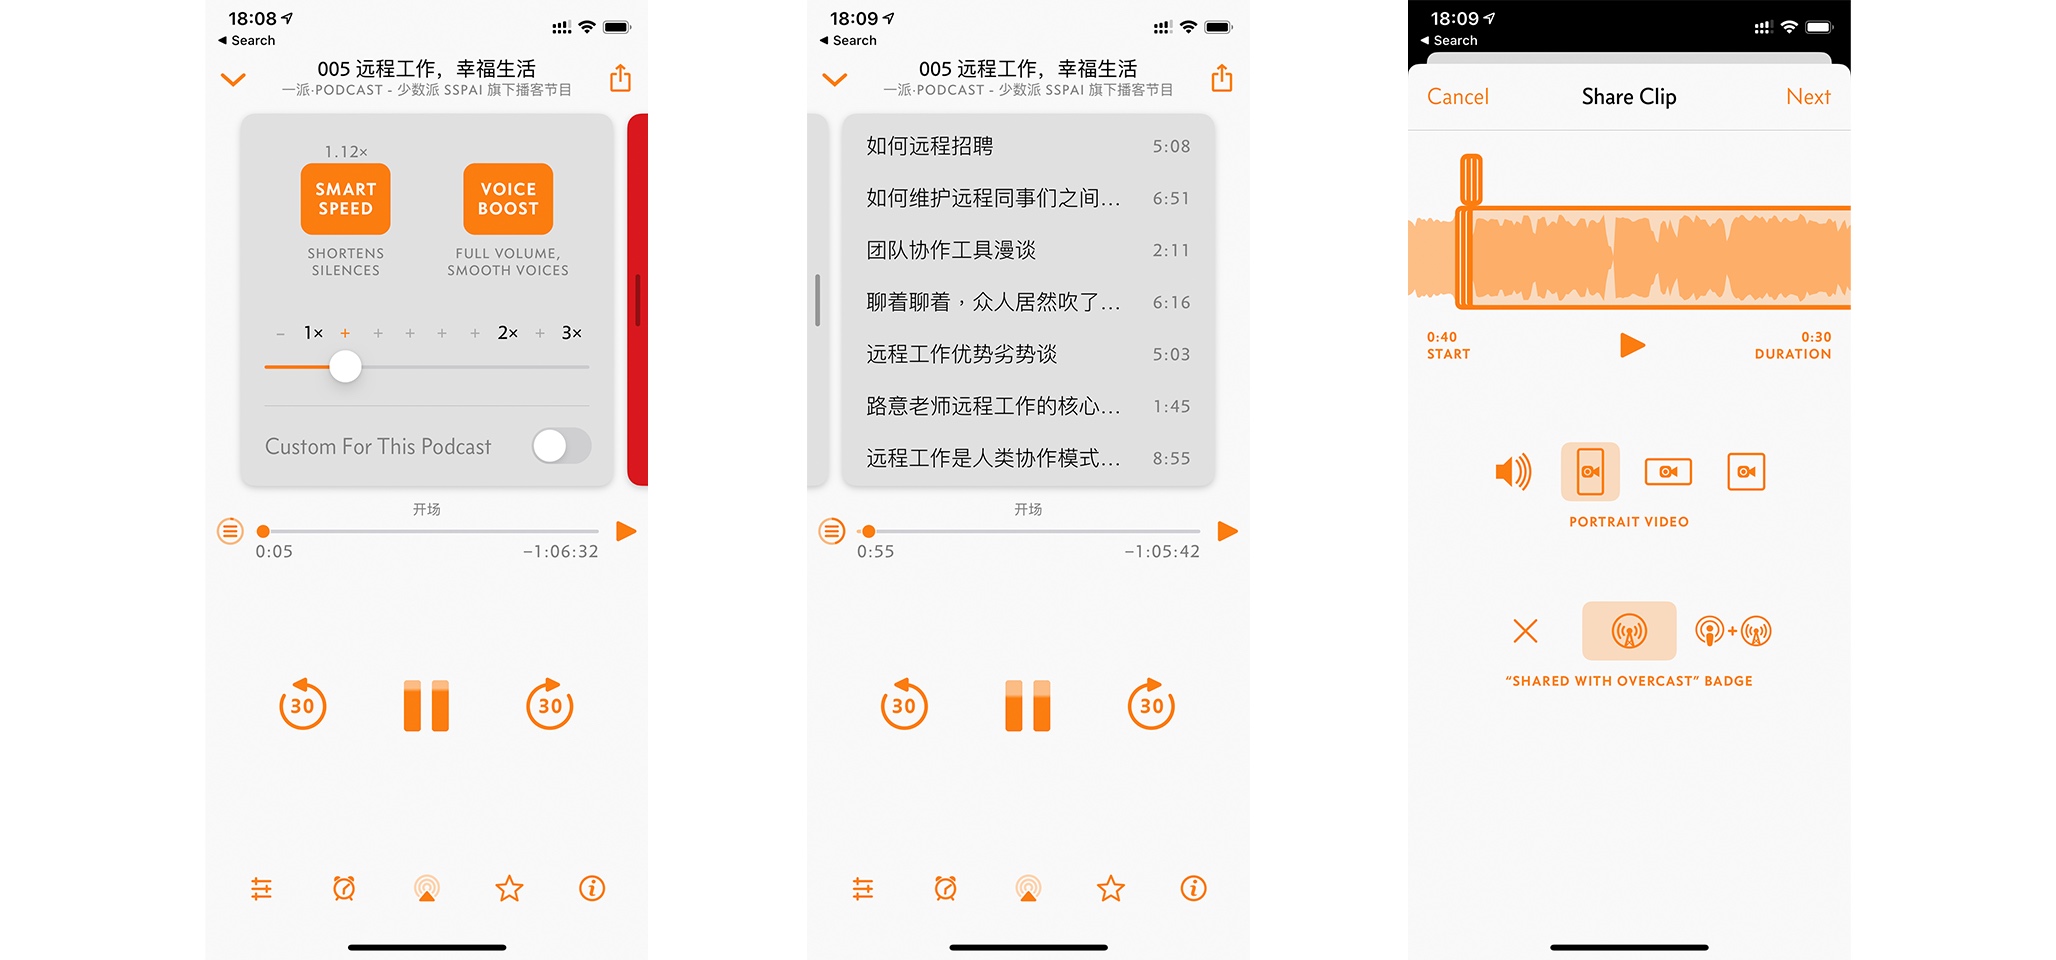 18:08
◀ Search
005 远程工作，幸福生活
一派·PODCAST - 少数派 SSPAI 旗下播客节目
1.12×
SMART
SPEED
SHORTENS
SILENCES
VOICE
BOOST
FULL VOLUME,
SMOOTH VOICES
– 1× + + + + + 2× + 3×
Custom For This Podcast
开场
0:05 −1:06:32
30 30
18:09
◀ Search
005 远程工作，幸福生活
一派·PODCAST - 少数派 SSPAI 旗下播客节目
如何远程招聘 5:08
如何维护远程同事们之间… 6:51
团队协作工具漫谈 2:11
聊着聊着，众人居然吹了… 6:16
远程工作优势劣势谈 5:03
路意老师远程工作的核心… 1:45
远程工作是人类协作模式… 8:55
开场
0:55 −1:05:42
30 30
18:09
◀ Search
Cancel Share Clip Next
0:40
START
0:30
DURATION
PORTRAIT VIDEO
+
“SHARED WITH OVERCAST” BADGE